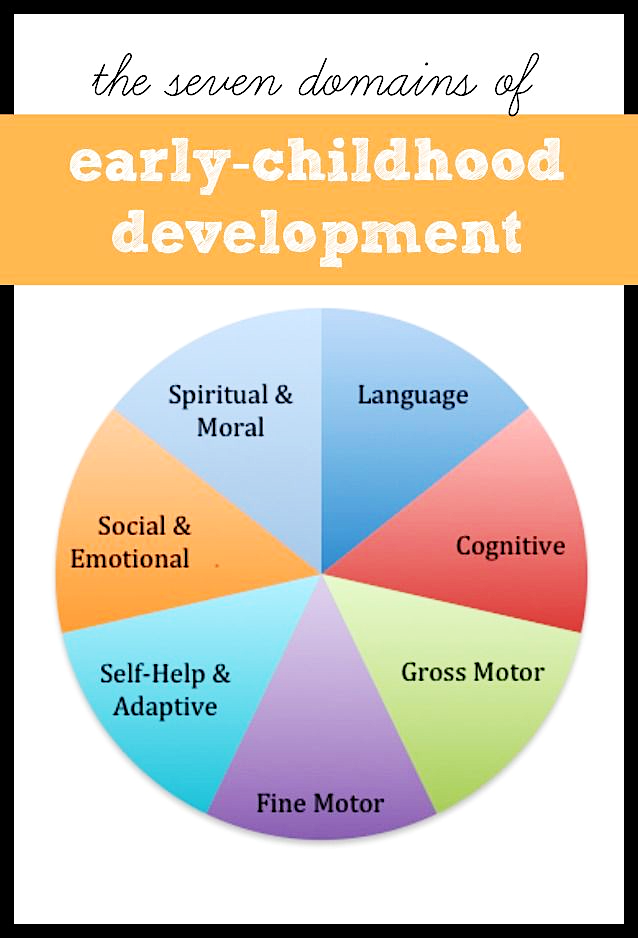 the seven domains of
early-childhood
development
Spiritual &
Moral
Language
Social &
Emotional
Cognitive
Self-Help &
Adaptive
Gross Motor
Fine Motor